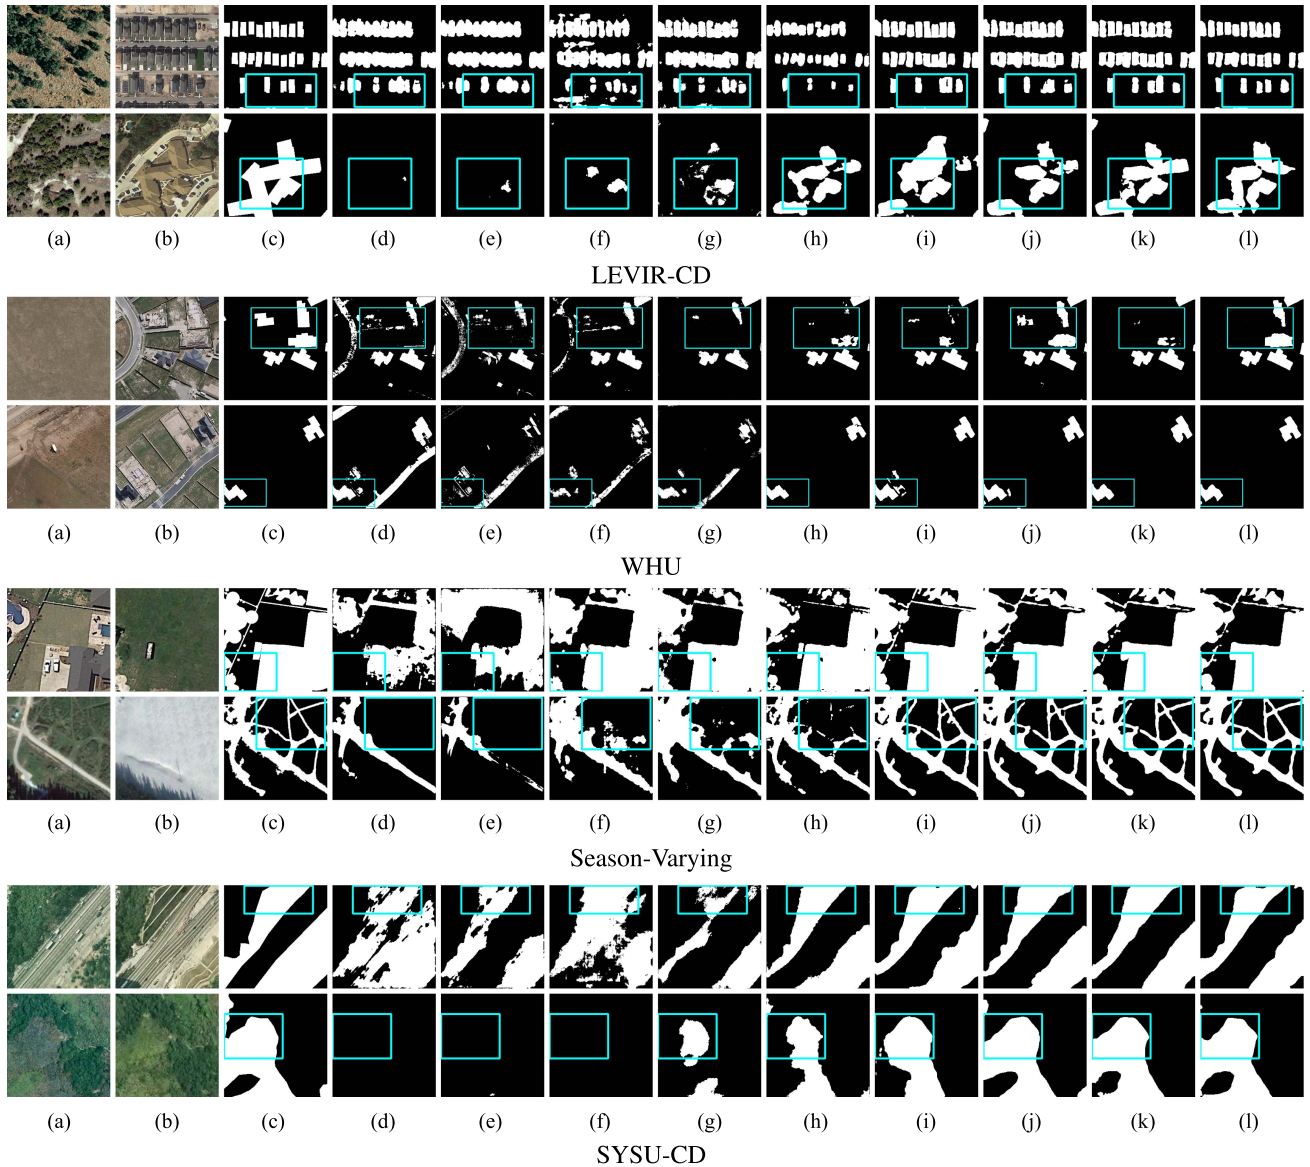 (a) (b) (c) (d) (e) (f) (g) (h) (i) (j) (k) (l)
LEVIR-CD
(a) (b) (c) (d) (e) (f) (g) (h) (i) (j) (k) (l)
WHU
(a) (b) (c) (d) (e) (f) (g) (h) (i) (j) (k) (l)
Season-Varying
(a) (b) (c) (d) (e) (f) (g) (h) (i) (j) (k) (l)
SYSU-CD